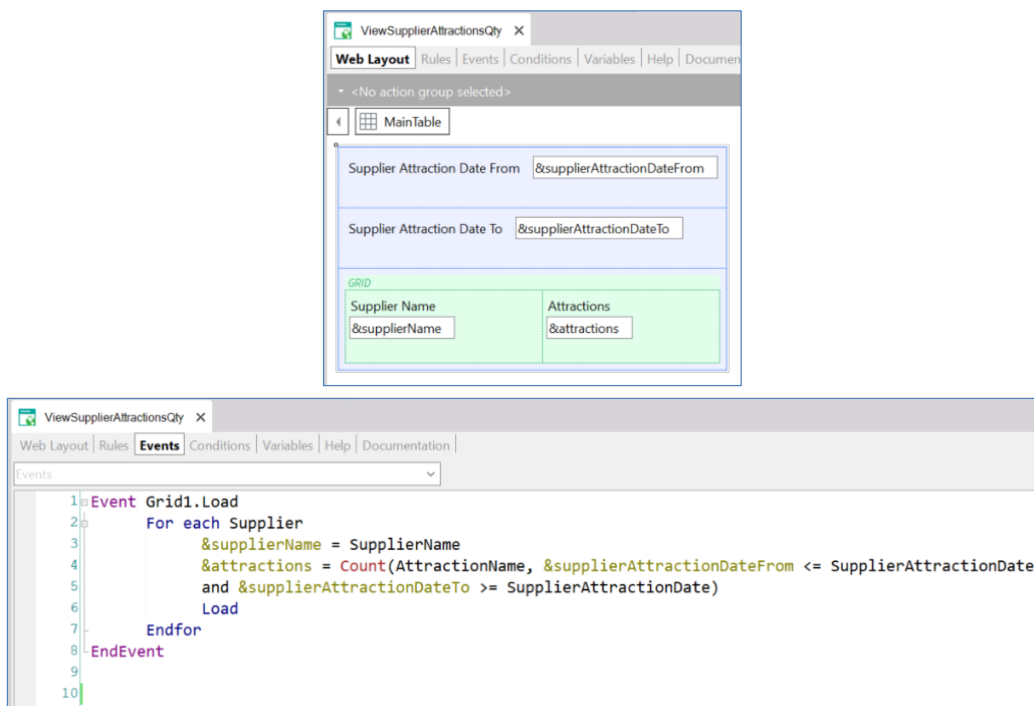 ViewSupplierAttractionsQty ×
Web Layout Rules Events Conditions Variables Help Documen
<No action group selected>
MainTable
Supplier Attraction Date From &supplierAttractionDateFrom
Supplier Attraction Date To &supplierAttractionDateTo
GRID
Supplier Name Attractions
&supplierName &attractions
ViewSupplierAttractionsQty ×
Web Layout Rules Events Conditions Variables Help Documentation
Events
1 Event Grid1.Load
2 For each Supplier
3 &supplierName = SupplierName
4 &attractions = Count(AttractionName, &supplierAttractionDateFrom <= SupplierAttractionDate
5 and &supplierAttractionDateTo >= SupplierAttractionDate)
6 Load
7 Endfor
8 EndEvent
9
10